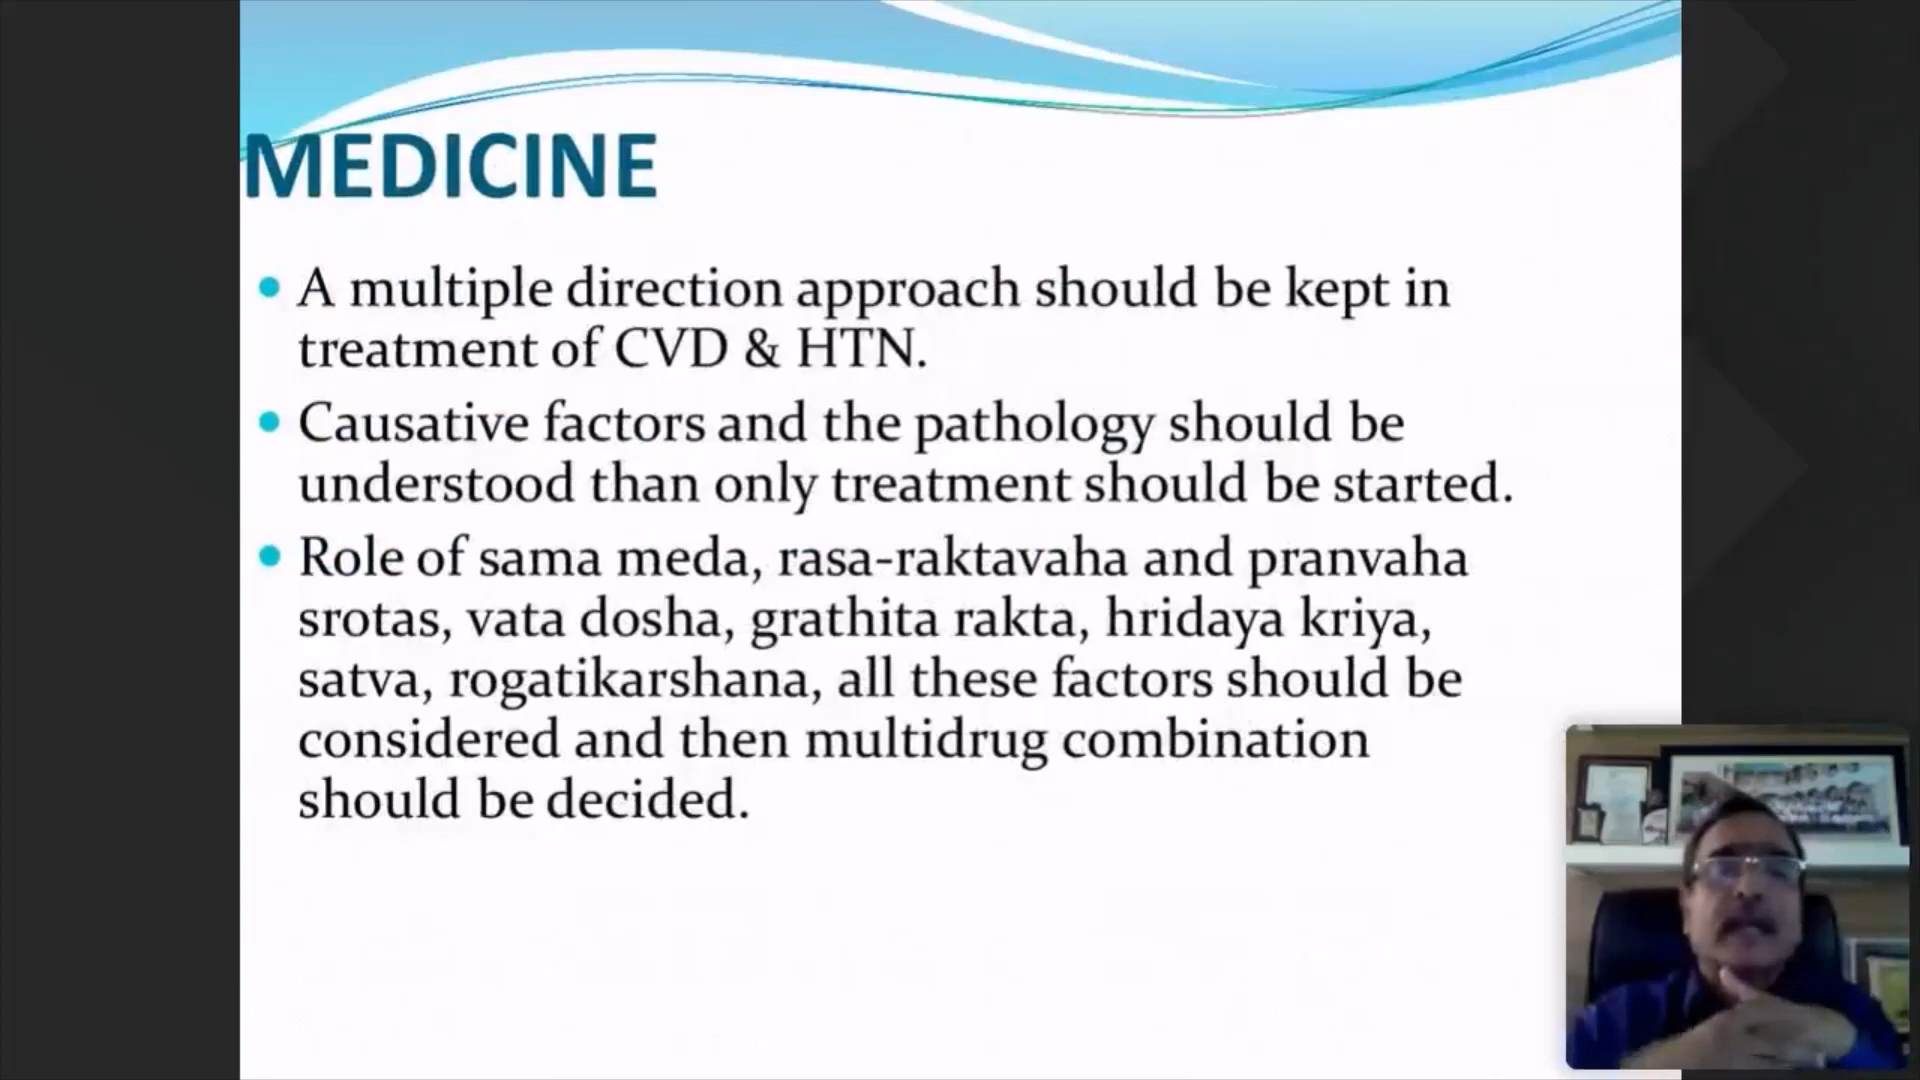 MEDICINE
• A multiple direction approach should be kept in
treatment of CVD & HTN.
• Causative factors and the pathology should be
understood than only treatment should be started.
• Role of sama meda, rasa-raktavaha and pranvaha
srotas, vata dosha, grathita rakta, hridaya kriya,
satva, rogatikarshana, all these factors should be
considered and then multidrug combination
should be decided.